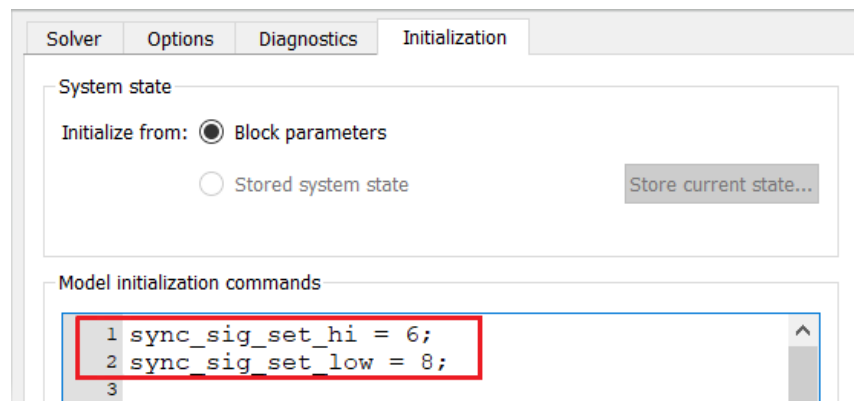 Solver Options Diagnostics Initialization
System state
Initialize from: Block parameters
Stored system state Store current state...
Model initialization commands
1 sync_sig_set_hi = 6;
2 sync_sig_set_low = 8;
3